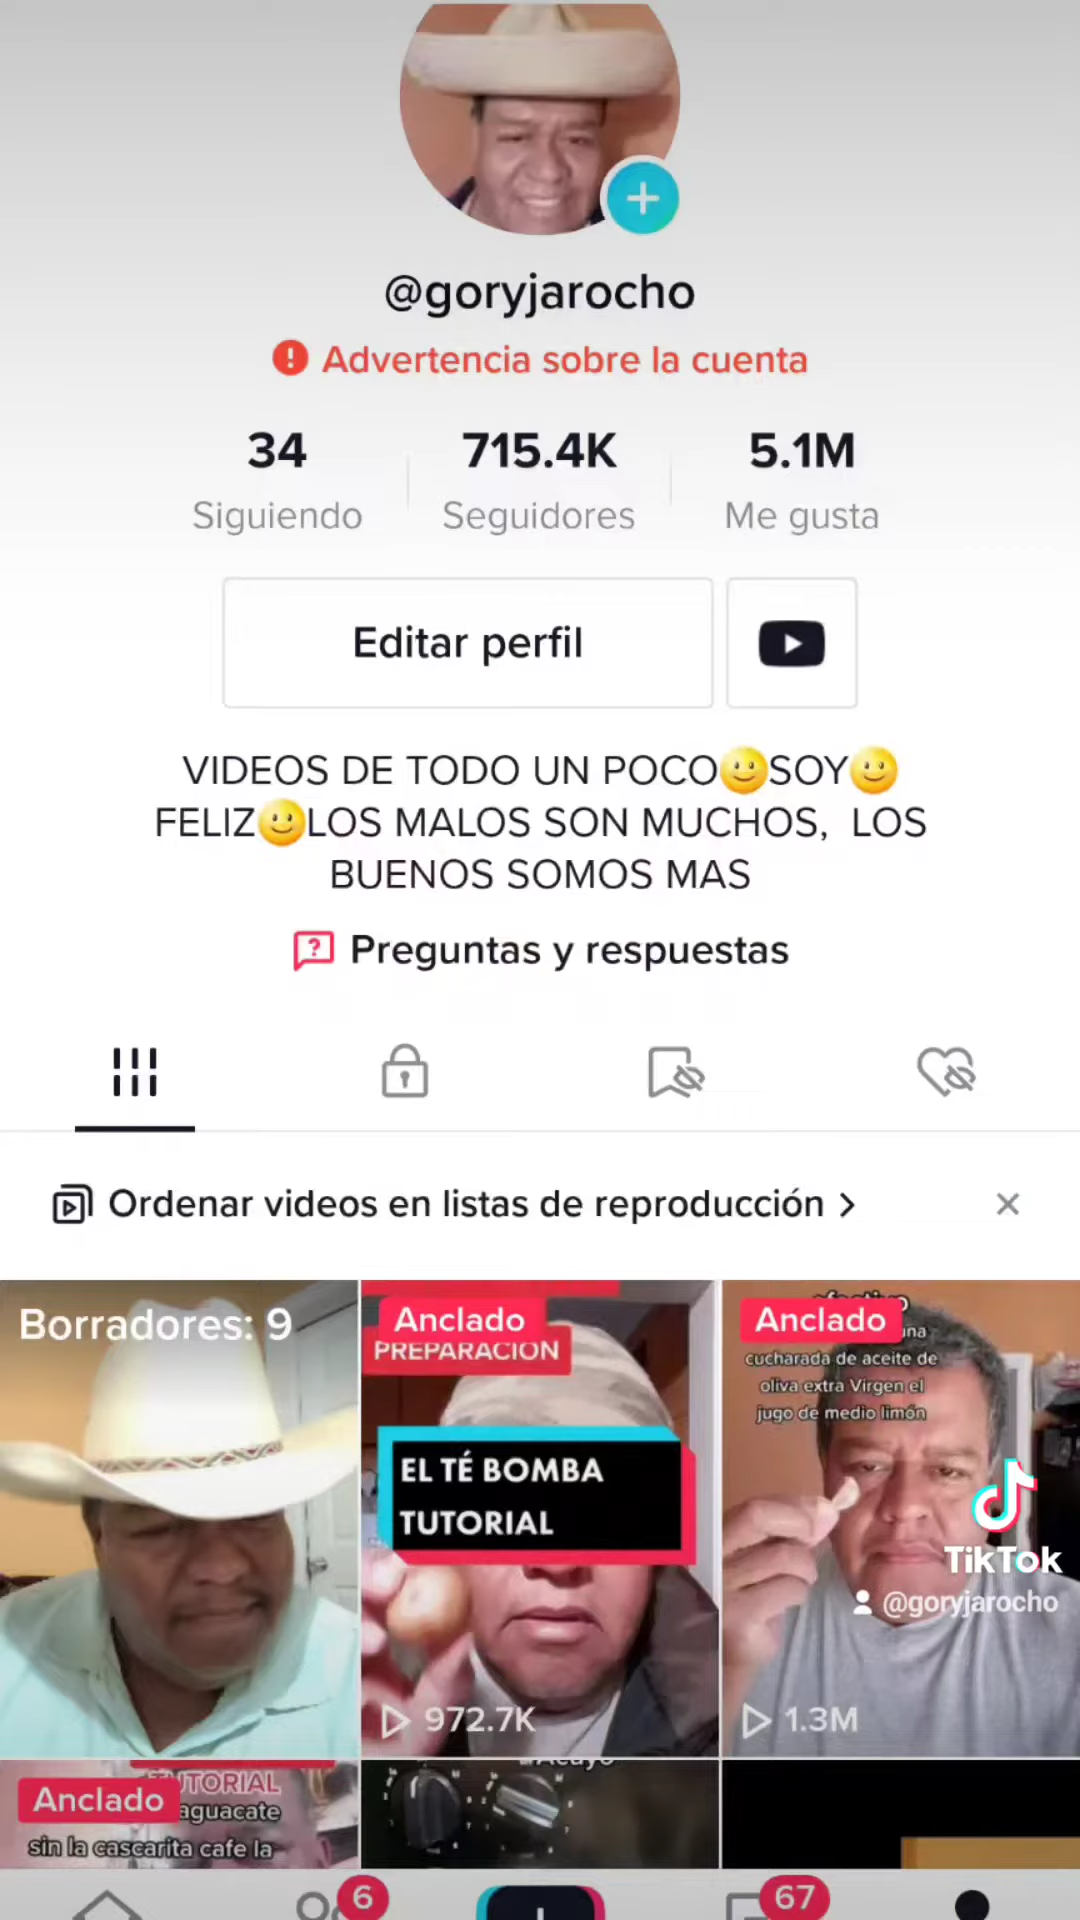 @goryjarocho
Advertencia sobre la cuenta
34
715.4K
5.1M
Siguiendo
Seguidores
Me gusta
Editar perfil
VIDEOS DE TODO UN POCO🌝SOY🌝
FELIZ🌝LOS MALOS SON MUCHOS, LOS
BUENOS SOMOS MAS
Preguntas y respuestas
Ordenar videos en listas de reproducción >
Borradores: 9
Anclado
PREPARACION
EL TÉ BOMBA
TUTORIAL
972.7K
Anclado
cucharada de aceite de
oliva extra Virgen el
jugo de medio limón
TikTok
@goryjarocho
1.3M
Anclado
aguacate
sin la cascarita cafe la
6
67